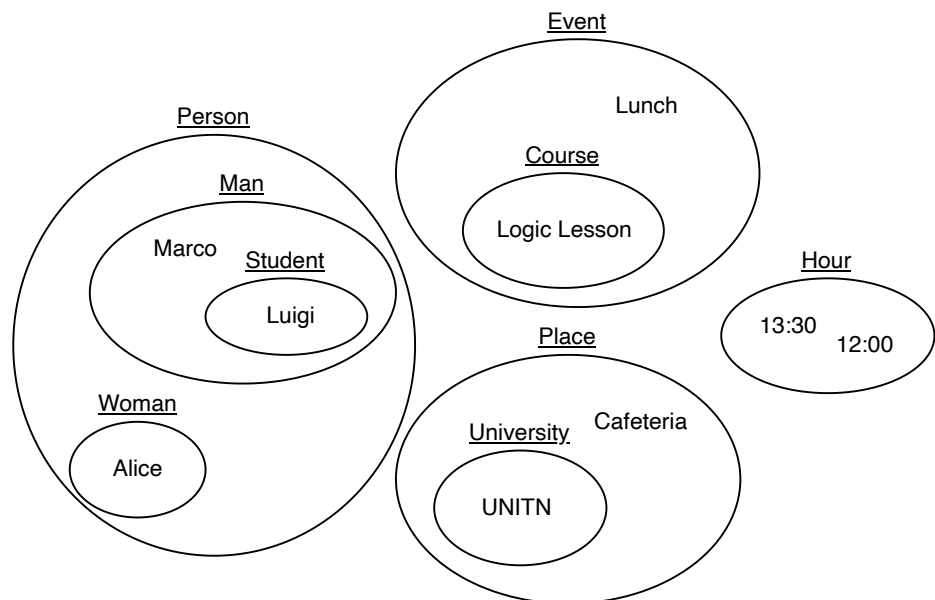 Event
Lunch
Person
Course
Man
Logic Lesson
Marco
Student
Hour
Luigi
13:30
12:00
Place
Woman
Cafeteria
University
Alice
UNITN